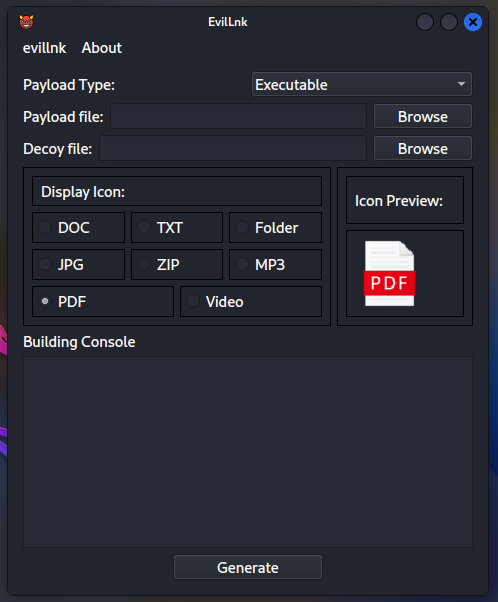 EvilLnk
evillnk About
Payload Type: Executable
Payload file: Browse
Decoy file: Browse
Display Icon:
Icon Preview:
DOC TXT Folder
JPG ZIP MP3
PDF Video
PDF
Building Console
Generate